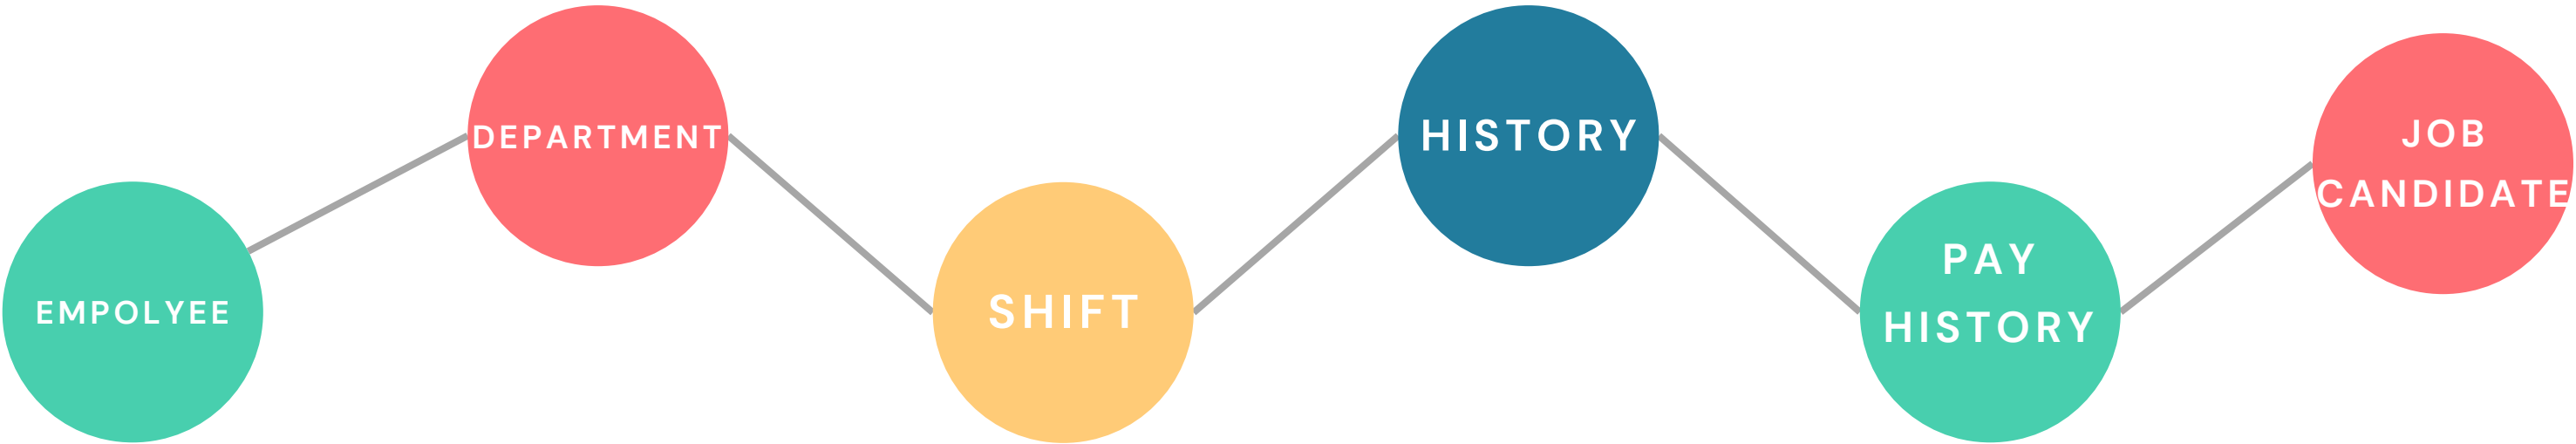 EMPOLYEE
DEPARTMENT
SHIFT
HISTORY
PAY
HISTORY
JOB
CANDIDATE